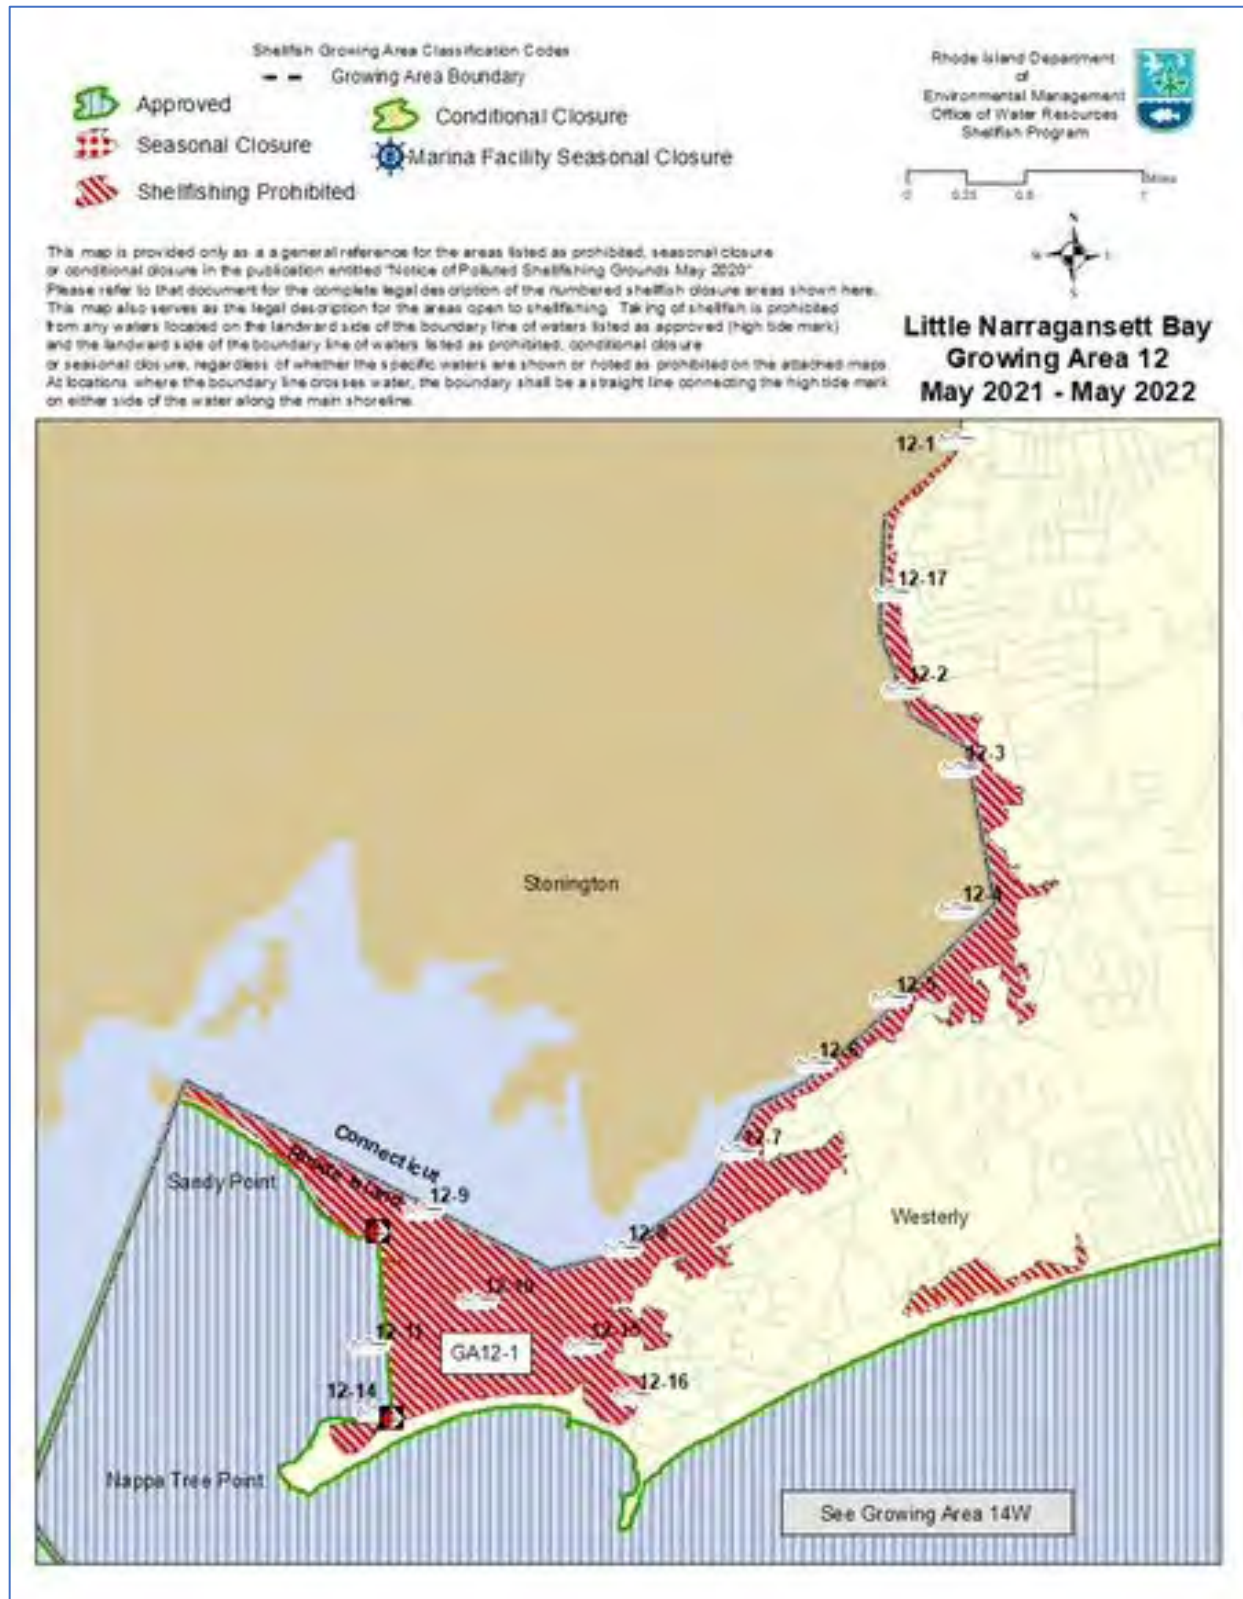 Shellfish Growing Area Classification Codes
Growing Area Boundary
Approved
Conditional Closure
Seasonal Closure
Marina Facility Seasonal Closure
Shellfishing Prohibited
Rhode Island Department
of
Environmental Management
Office of Water Resources
Shellfish Program
Miles
0 0.25 0.5 1
N
W E
S
This map is provided only as a a general reference for the areas listed as prohibited, seasonal closure
or conditional closure in the publication entitled "Notice of Polluted Shellfishing Grounds May 2020"
Please refer to that document for the complete legal description of the numbered shellfish closure areas shown here.
This map also serves as the legal description for the areas open to shellfishing. Taking of shellfish is prohibited
from any waters located on the landward side of the boundary line of waters listed as approved (high tide mark)
and the landward side of the boundary line of waters listed as prohibited, conditional closure
or seasonal closure, regardless of whether the specific waters are shown or noted as prohibited on the attached maps.
At locations where the boundary line crosses water, the boundary shall be a straight line connecting the high tide mark
on either side of the water along the main shoreline.
Little Narragansett Bay
Growing Area 12
May 2021 - May 2022
12-1
12-17
12-2
12-3
Stonington
12-4
12-5
12-6
12-7
Connecticut
Rhode Island
Sandy Point
12-9
Westerly
12-8
12-10
12-11
12-15
GA12-1
12-14
12-16
Nappa Tree Point
See Growing Area 14W